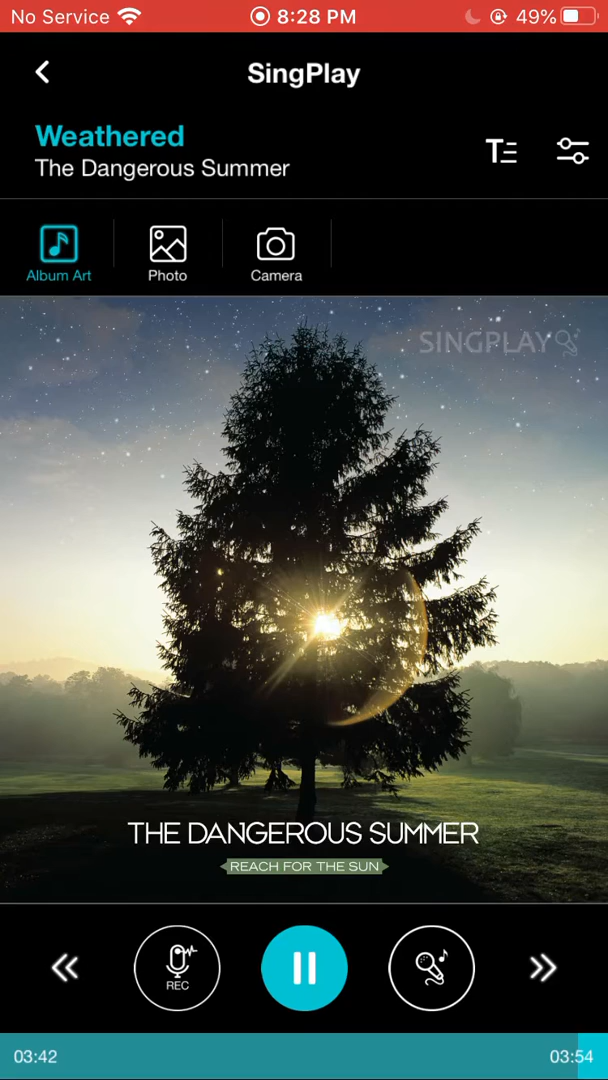 No Service 8:28 PM 49%
SingPlay
Weathered
The Dangerous Summer
Album Art Photo Camera
SINGPLAY
THE DANGEROUS SUMMER
REACH FOR THE SUN
REC
03:42 03:54